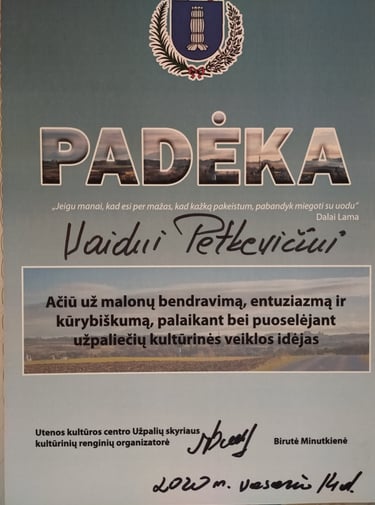 PADĖKA
„Jeigu manai, kad esi per mažas, kad kažką pakeistum, pabandyk miegoti su uodu“
Dalai Lama
Vaidui Petkevičiui
Ačiū už malonų bendravimą, entuziazmą ir
kūrybiškumą, palaikant bei puoselėjant
užpaliečių kultūrinės veiklos idėjas
Utenos kultūros centro Užpalių skyriaus
kultūrinių renginių organizatorė
Birutė Minutkienė
2020 m. vasario 14 d.